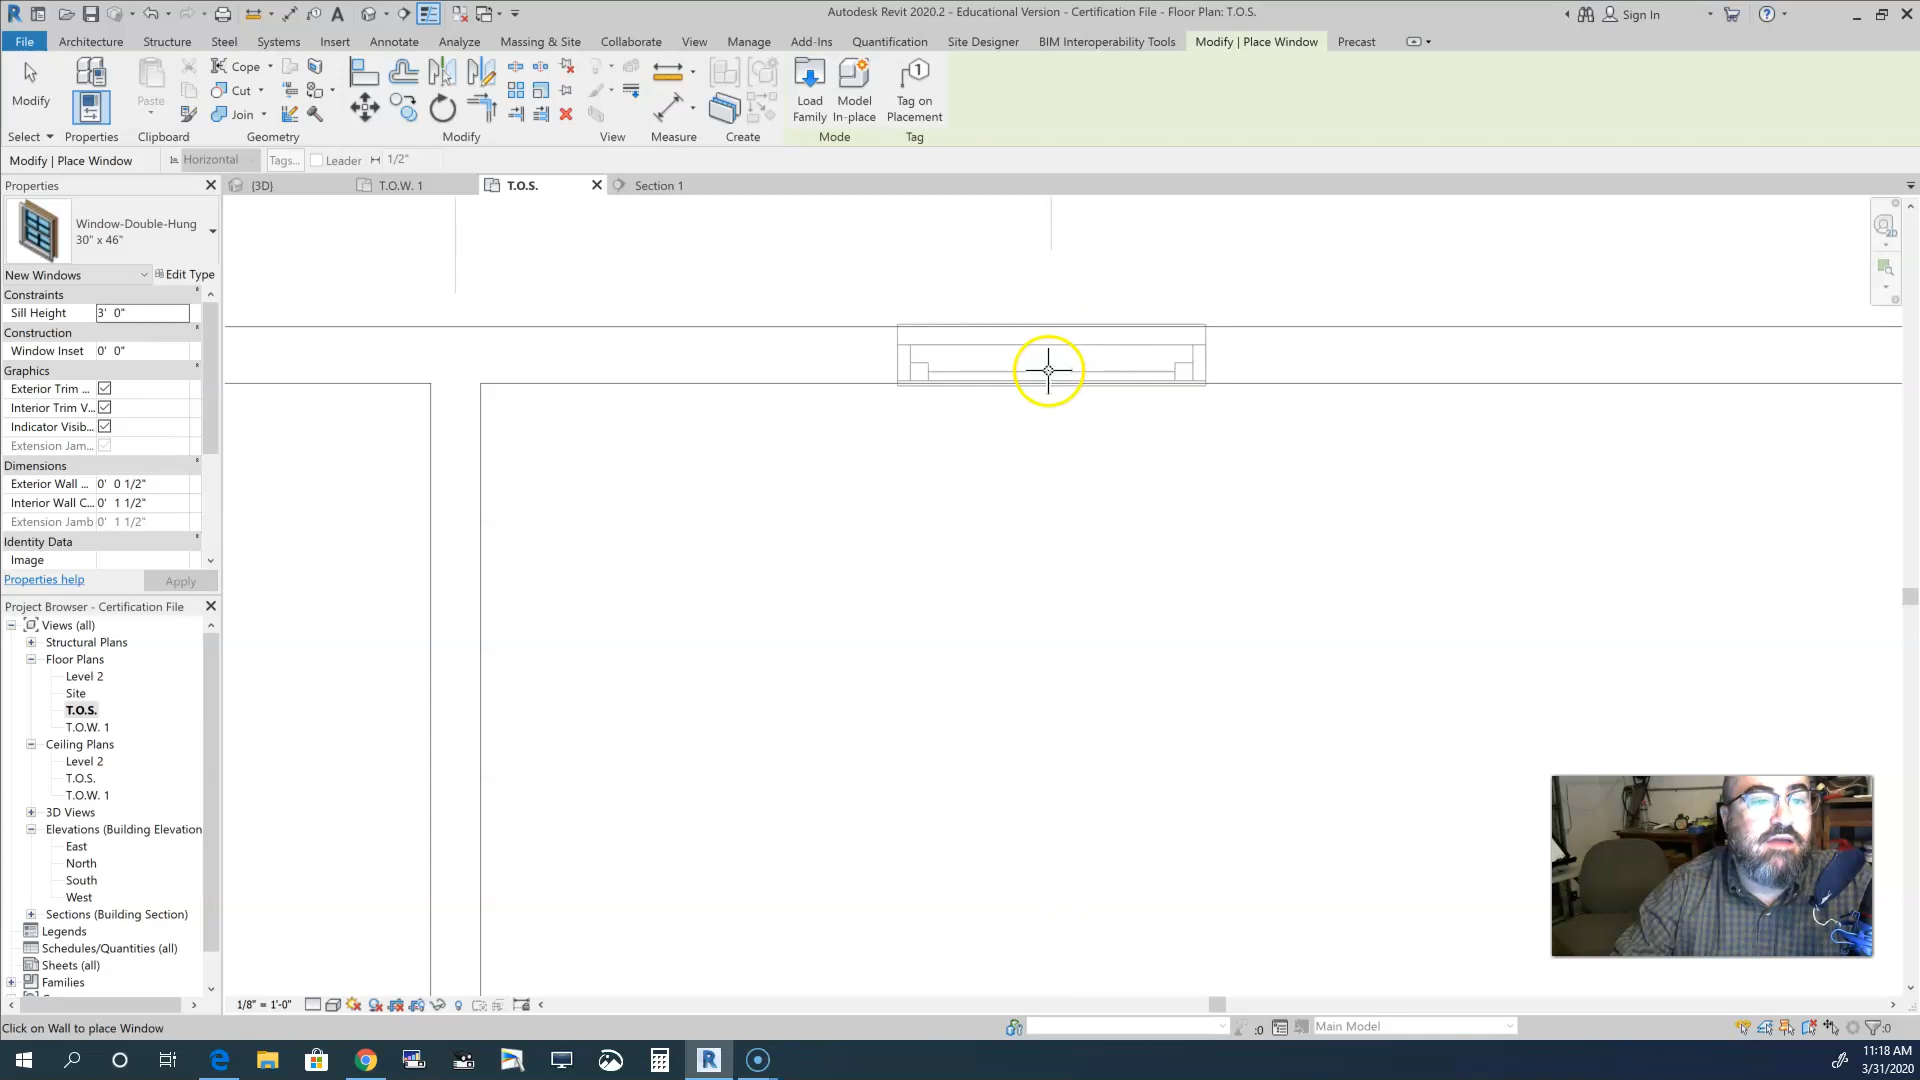 Autodesk Revit 2020.2 - Educational Version - Certification File - Floor Plan: T.O.S.
Sign In
File Architecture Structure Steel Systems Insert Annotate Analyze Massing & Site Collaborate View Manage Add-Ins Quantification Site Designer BIM Interoperability Tools Modify | Place Window Precast
Modify
Paste
Cope
Cut
Join
Load
Family
Model
In-place
Tag on
Placement
Select Properties Clipboard Geometry Modify View Measure Create Mode Tag
Modify | Place Window
Horizontal
Tags...
Leader
1/2"
Properties
{3D}
T.O.W. 1
T.O.S.
Section 1
Window-Double-Hung
30" x 46"
New Windows
Edit Type
Constraints
Sill Height 3' 0"
Construction
Window Inset 0' 0"
Graphics
Exterior Trim ...
Interior Trim V...
Indicator Visib...
Extension Jam...
Dimensions
Exterior Wall ... 0' 0 1/2"
Interior Wall C... 0' 1 1/2"
Extension Jamb 0' 1 1/2"
Identity Data
Image
Properties help
Apply
Project Browser - Certification File
Views (all)
Structural Plans
Floor Plans
Level 2
Site
T.O.S.
T.O.W. 1
Ceiling Plans
Level 2
T.O.S.
T.O.W. 1
3D Views
Elevations (Building Elevation
East
North
South
West
Sections (Building Section)
Legends
Schedules/Quantities (all)
Sheets (all)
Families
1/8" = 1'-0"
Click on Wall to place Window
:0
Main Model
:0
11:18 AM
3/31/2020